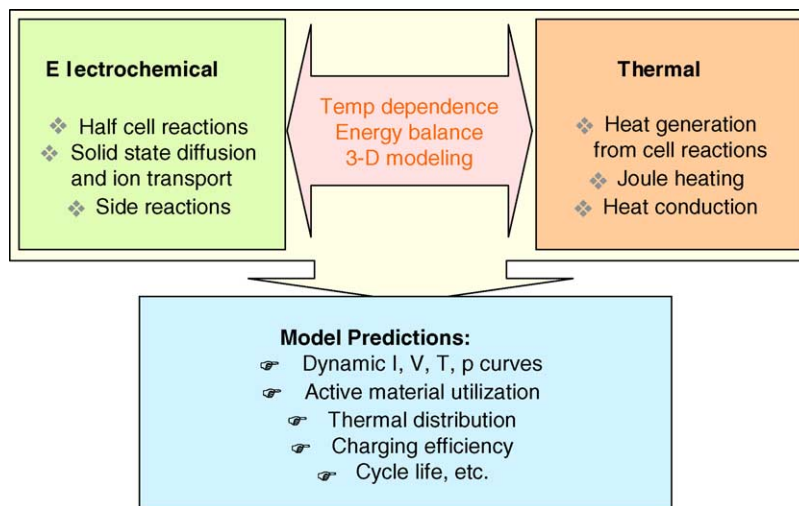 E lectrochemical
❖ Half cell reactions
❖ Solid state diffusion
and ion transport
❖ Side reactions
Temp dependence
Energy balance
3-D modeling
Thermal
❖ Heat generation
from cell reactions
❖ Joule heating
❖ Heat conduction
Model Predictions:
☞ Dynamic I, V, T, p curves
☞ Active material utilization
☞ Thermal distribution
☞ Charging efficiency
☞ Cycle life, etc.